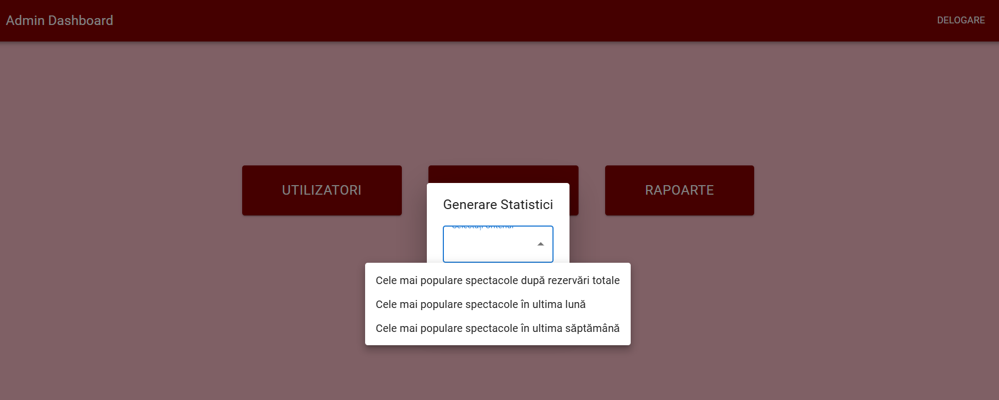 Admin Dashboard
DELOGARE
UTILIZATORI
RAPOARTE
Generare Statistici
Selectați criteriul
Cele mai populare spectacole după rezervări totale
Cele mai populare spectacole în ultima lună
Cele mai populare spectacole în ultima săptămână